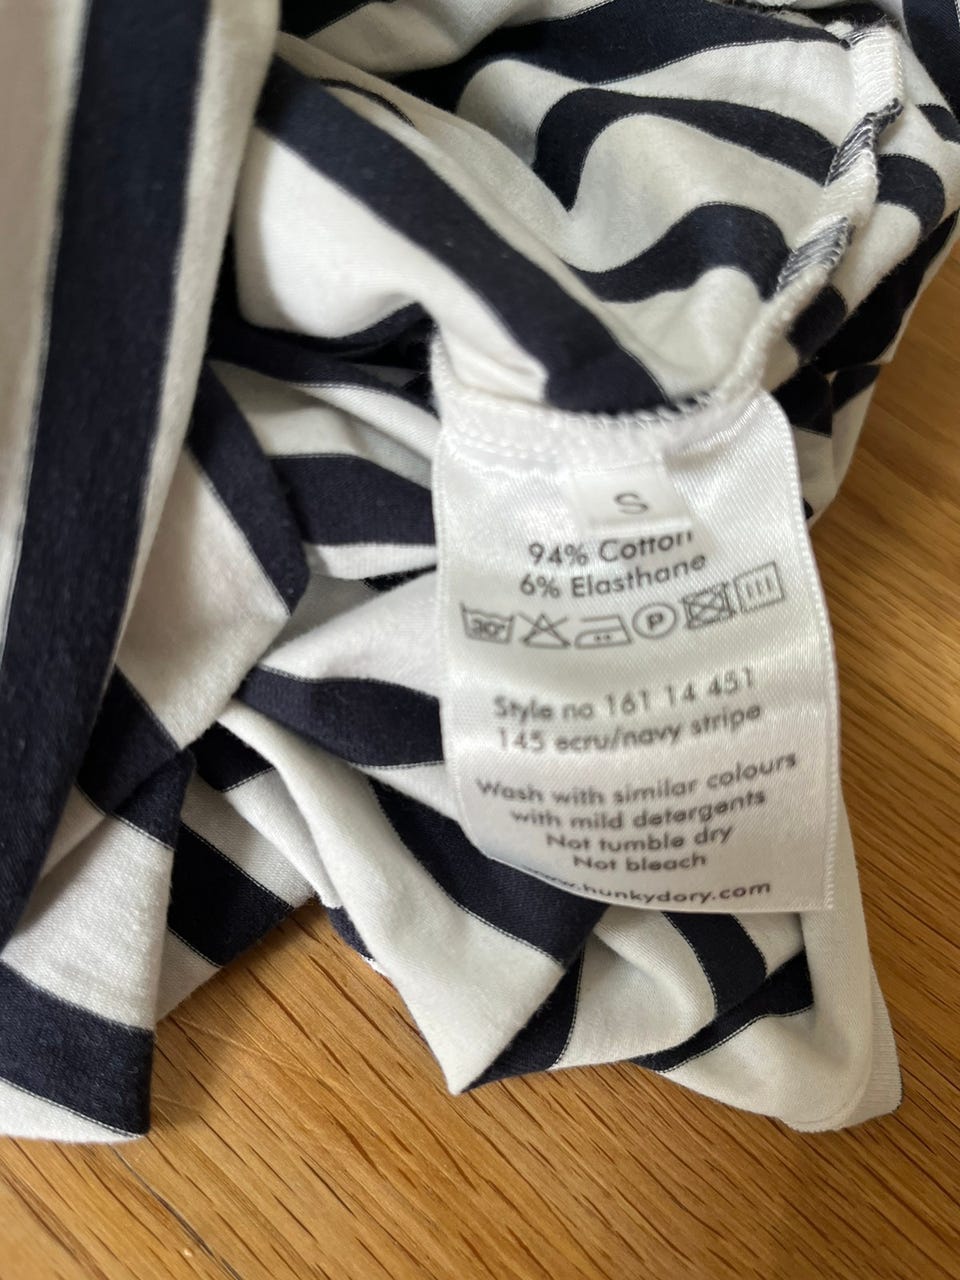 S
94% Cotton
6% Elasthane
30° P
Style no 161 14 451
145 ecru/navy stripe
Wash with similar colours
with mild detergents
Not tumble dry
Not bleach
www.hunkydory.com